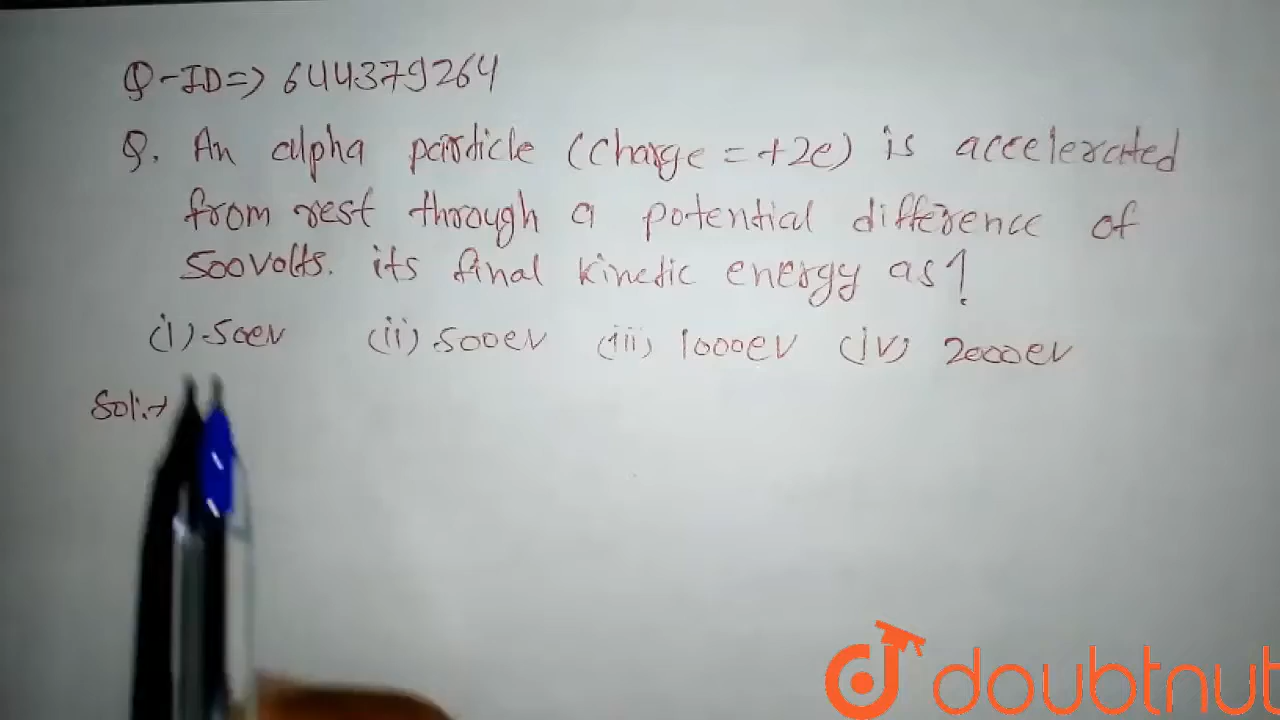 Q-ID=> 644379264
Q. An alpha particle (charge = +2e) is accelerated
from rest through a potential difference of
500volts. its final kinetic energy as?
(i) 50eV (ii) 500eV (iii) 1000eV (iv) 2000eV
Sol:→
doubtnut